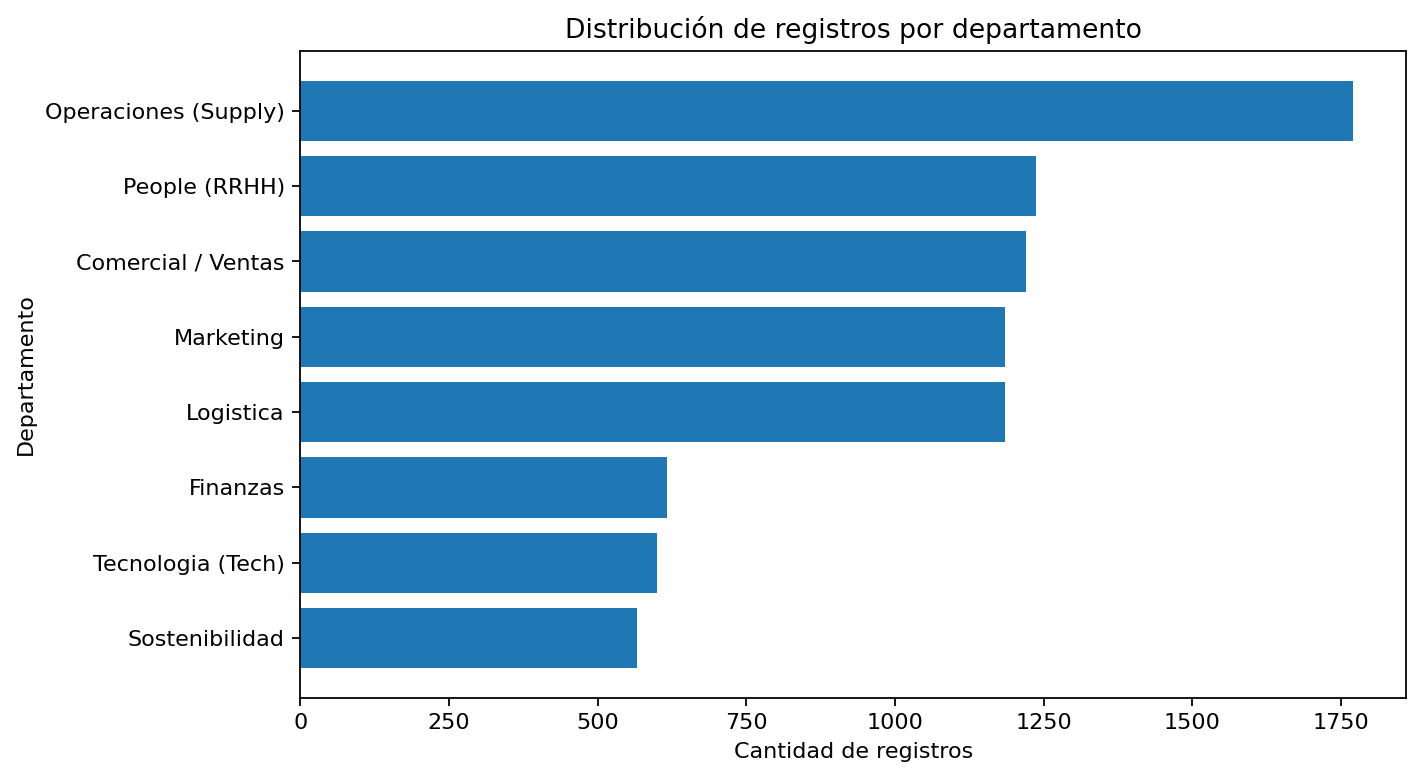 Distribución de registros por departamento
Departamento
Operaciones (Supply)
People (RRHH)
Comercial / Ventas
Marketing
Logistica
Finanzas
Tecnologia (Tech)
Sostenibilidad
0 250 500 750 1000 1250 1500 1750
Cantidad de registros